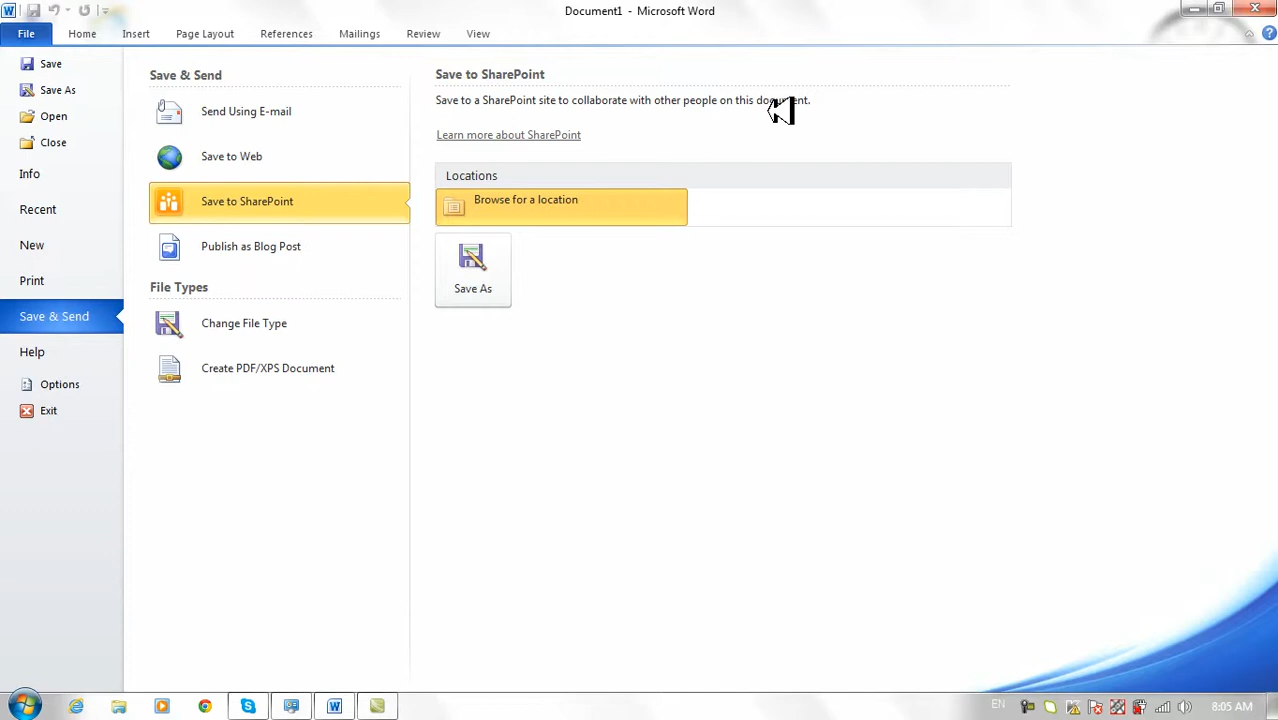 Document1 - Microsoft Word
File Home Insert Page Layout References Mailings Review View
Save
Save As
Open
Close
Info
Recent
New
Print
Save & Send
Help
Options
Exit
Save & Send
Send Using E-mail
Save to Web
Save to SharePoint
Publish as Blog Post
File Types
Change File Type
Create PDF/XPS Document
Save to SharePoint
Save to a SharePoint site to collaborate with other people on this document.
Learn more about SharePoint
Locations
Browse for a location
Save As
EN 8:05 AM